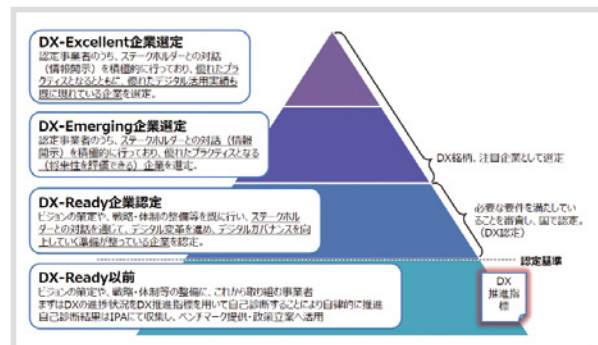 DX-Excellent企業選定
認定事業者のうち、ステークホルダーとの対話
（情報開示）を積極的に行っており、優れたプラ
クティスとなるとともに、優れたデジタル活用実績も
既に現れている企業を選定。
DX-Emerging企業選定
認定事業者のうち、ステークホルダーとの対話（情報
開示）を積極的に行っており、優れたプラクティスとなる
（将来性を評価できる）企業を選定。
DX銘柄、注目企業として選定
DX-Ready企業認定
ビジョンの策定や、戦略・体制の整備等を既に行い、ステークホル
ダーとの対話を通じて、デジタル変革を進め、デジタルガバナンスを向
上していく準備が整っている企業を認定。
必要な要件を満たしてい
ることを審査し、国で認定。
（DX認定）
認定基準
DX-Ready以前
ビジョンの策定や、戦略・体制の整備等に、これから取り組む事業者
まずはDXの進捗状況をDX推進指標を用いて自己診断することにより自律的に推進
自己診断結果はIPAにて収集し、ベンチマーク提供・政策立案へ活用
DX
推進指
標